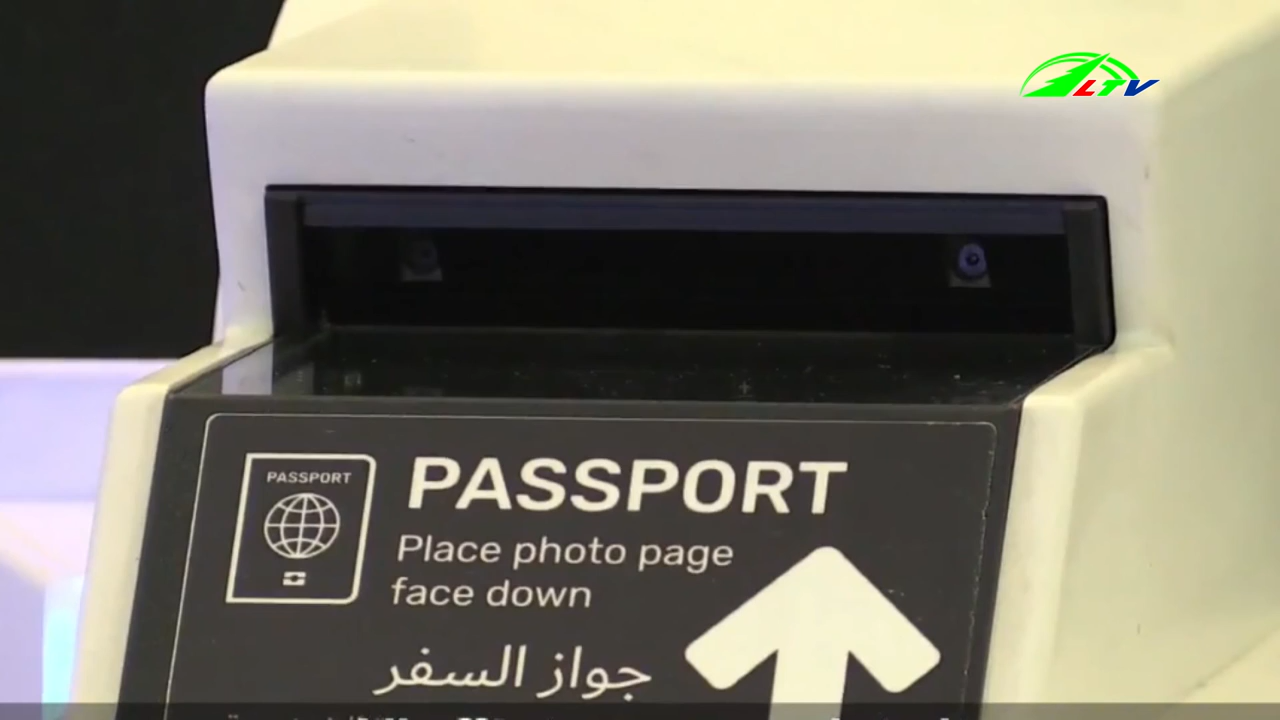 LTV
PASSPORT
PASSPORT
Place photo page
face down
جواز السفر